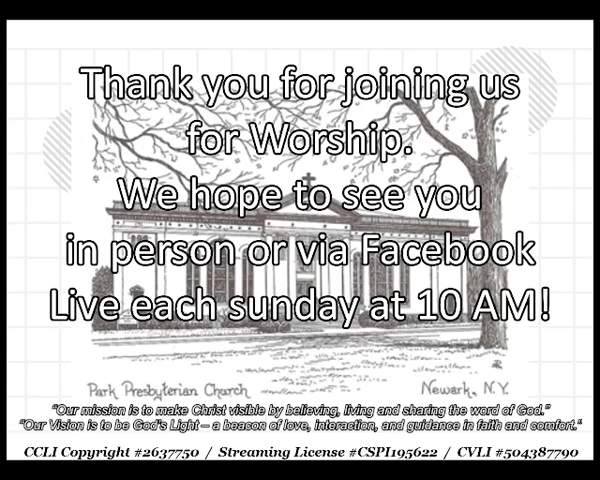 Thank you for joining us
for Worship.
We hope to see you
in person or via Facebook
Live each sunday at 10 AM!
Park Presbyterian Church Newark, N.Y.
"Our mission is to make Christ visible by believing, living and sharing the word of God."
"Our Vision is to be God's Light – a beacon of love, interaction, and guidance in faith and comfort."
CCLI Copyright #2637750 / Streaming License #CSPI195622 / CVLI #504387790